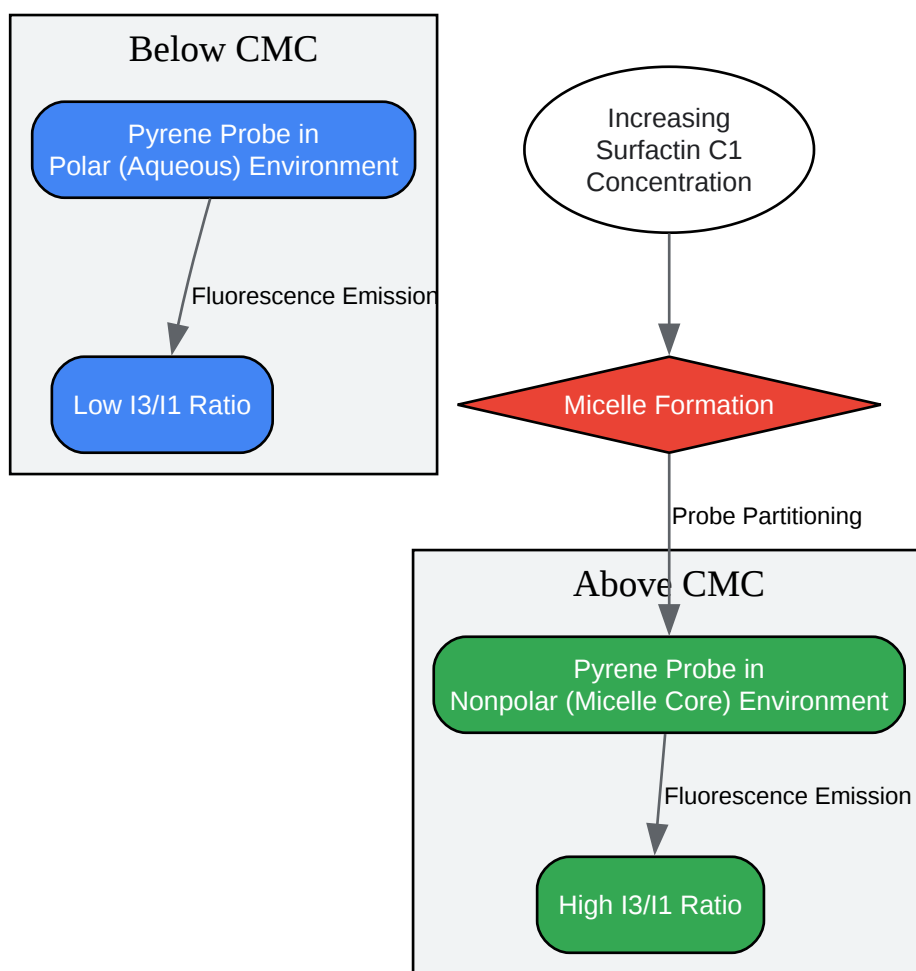 Below CMC
Pyrene Probe in
Polar (Aqueous) Environment
Fluorescence Emission
Low I3/I1 Ratio
Increasing
Surfactin C1
Concentration
Micelle Formation
Probe Partitioning
Above CMC
Pyrene Probe in
Nonpolar (Micelle Core) Environment
Fluorescence Emission
High I3/I1 Ratio